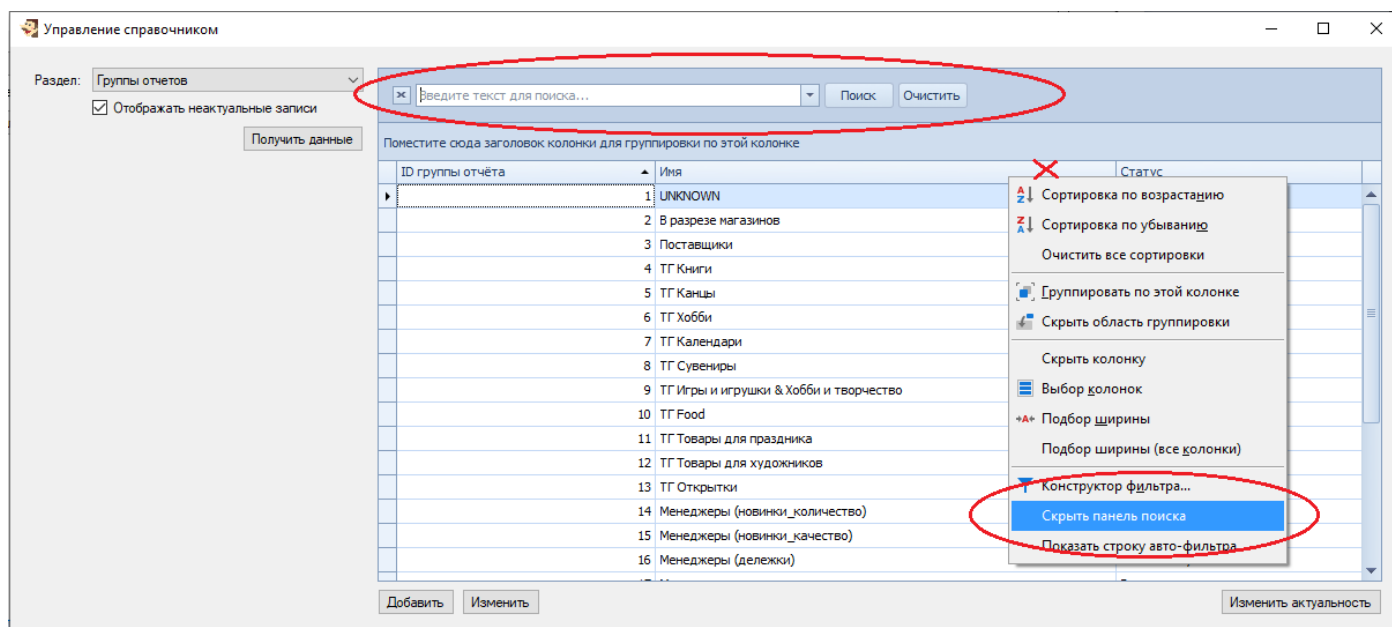 Управление справочником
Раздел: Группы отчетов
Отображать неактуальные записи
Получить данные
Введите текст для поиска...
Поиск
Очистить
Поместите сюда заголовок колонки для группировки по этой колонке
ID группы отчёта Имя Статус
1 UNKNOWN
2 В разрезе магазинов
3 Поставщики
4 ТГ Книги
5 ТГ Канцы
6 ТГ Хобби
7 ТГ Календари
8 ТГ Сувениры
9 ТГ Игры и игрушки & Хобби и творчество
10 ТГ Food
11 ТГ Товары для праздника
12 ТГ Товары для художников
13 ТГ Открытки
14 Менеджеры (новинки_количество)
15 Менеджеры (новинки_качество)
16 Менеджеры (дележки)
Сортировка по возрастанию
Сортировка по убыванию
Очистить все сортировки
Группировать по этой колонке
Скрыть область группировки
Скрыть колонку
Выбор колонок
Подбор ширины
Подбор ширины (все колонки)
Конструктор фильтра...
Скрыть панель поиска
Показать строку авто-фильтра
Добавить
Изменить
Изменить актуальность